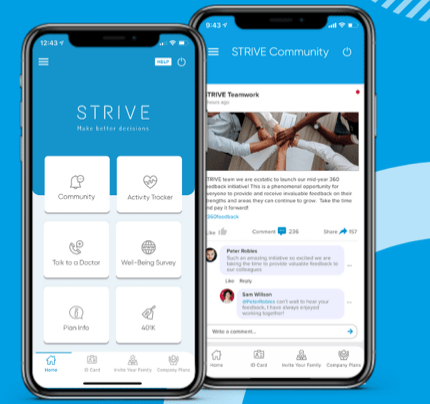 12:43
HELP
STRIVE
Make better decisions
Community
Activity Tracker
Talk to a Doctor
Well-Being Survey
Plan Info
401K
Home
ID Card
Invite Your Family
Company Plans
9:43
STRIVE Community
STRIVE Teamwork
hours ago
STRIVE team we are ecstatic to launch our mid-year 360
feedback initiative! This is a phenomenal opportunity for
everyone to provide and receive invaluable feedback on their
strengths and areas they can continue to grow. Take the time
and pay it forward!
360feedback
Like
Comment
236
Share
157
Peter Robles
Such an amazing initiative so excited we are
taking the time to provide valuable feedback to
our colleagues
Like Reply
Sam Willson
@PeterRobles can't wait to hear your
feedback, I have always enjoyed
working together!
Write a comment...
Home
ID Card
Invite Your Family
Company Plans